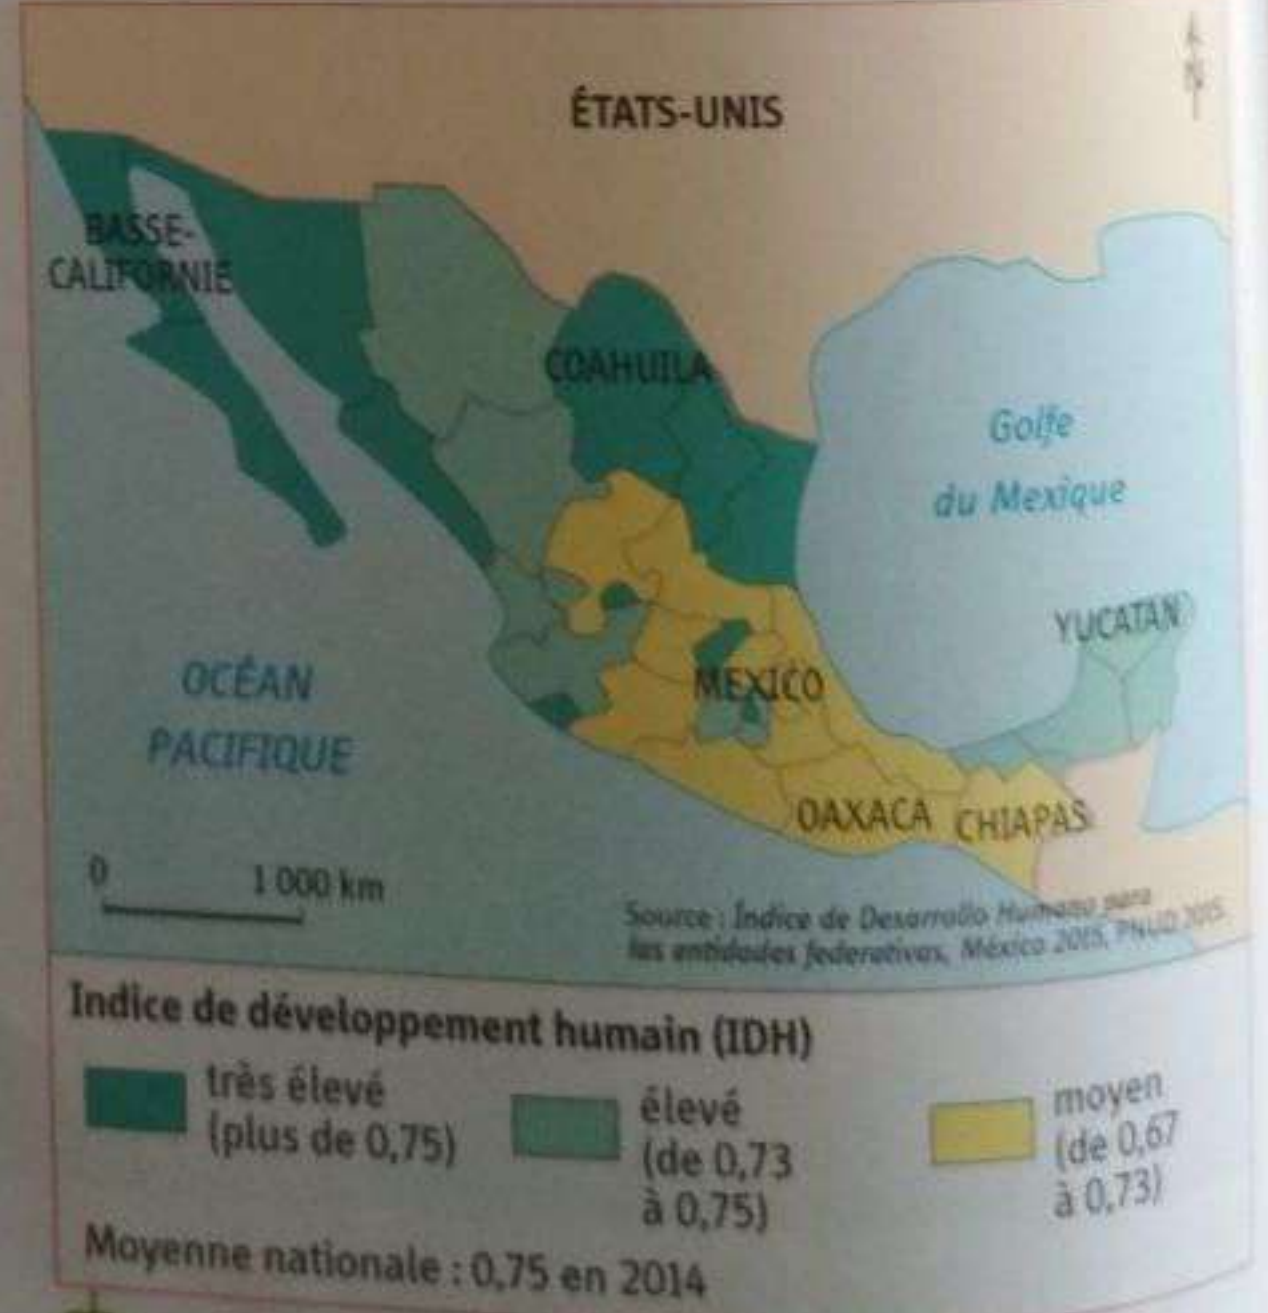 N
ÉTATS-UNIS
BASSE-
CALIFORNIE
COAHUILA
Golfe
du Mexique
YUCATAN
OCÉAN
PACIFIQUE
MEXICO
OAXACA
CHIAPAS
0 1 000 km
Source : Índice de Desarrollo Humano para
las entidades federativas, México 2015, PNUD 2015.
Indice de développement humain (IDH)
très élevé
(plus de 0,75)
élevé
(de 0,73
à 0,75)
moyen
(de 0,67
à 0,73)
Moyenne nationale : 0,75 en 2014